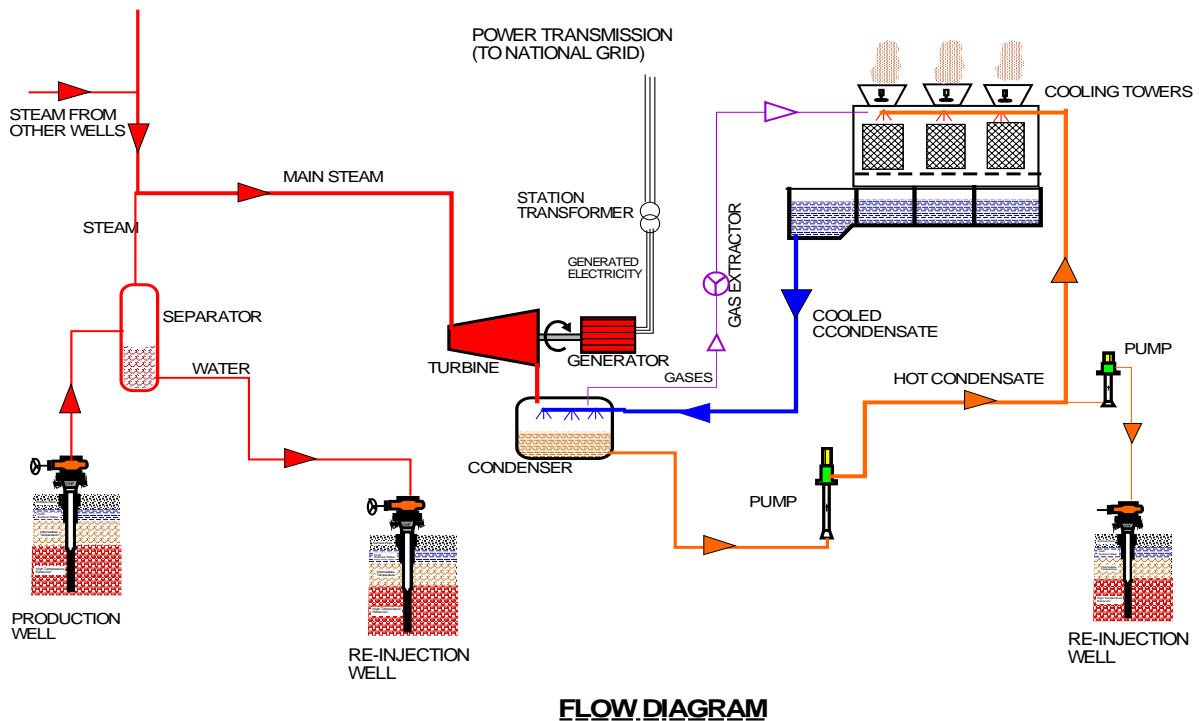 POWER TRANSMISSION
(TO NATIONAL GRID)
COOLING TOWERS
STEAM FROM
OTHER WELLS
MAIN STEAM
STEAM
STATION
TRANSFORMER
GENERATED
ELECTRICITY
GAS EXTRACTOR
SEPARATOR
COOLED
CCONDENSATE
TURBINE
GENERATOR
GASES
WATER
HOT CONDENSATE
PUMP
CONDENSER
PUMP
PRODUCTION
WELL
RE-INJECTION
WELL
RE-INJECTION
WELL
FLOW DIAGRAM